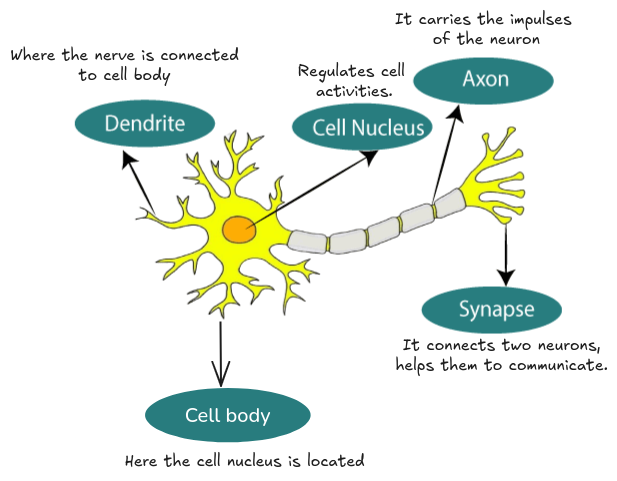 It carries the impulses
of the neuron
Axon
Where the nerve is connected
to cell body
Dendrite
Regulates cell
activities.
Cell Nucleus
Synapse
It connects two neurons,
helps them to communicate.
Cell body
Here the cell nucleus is located